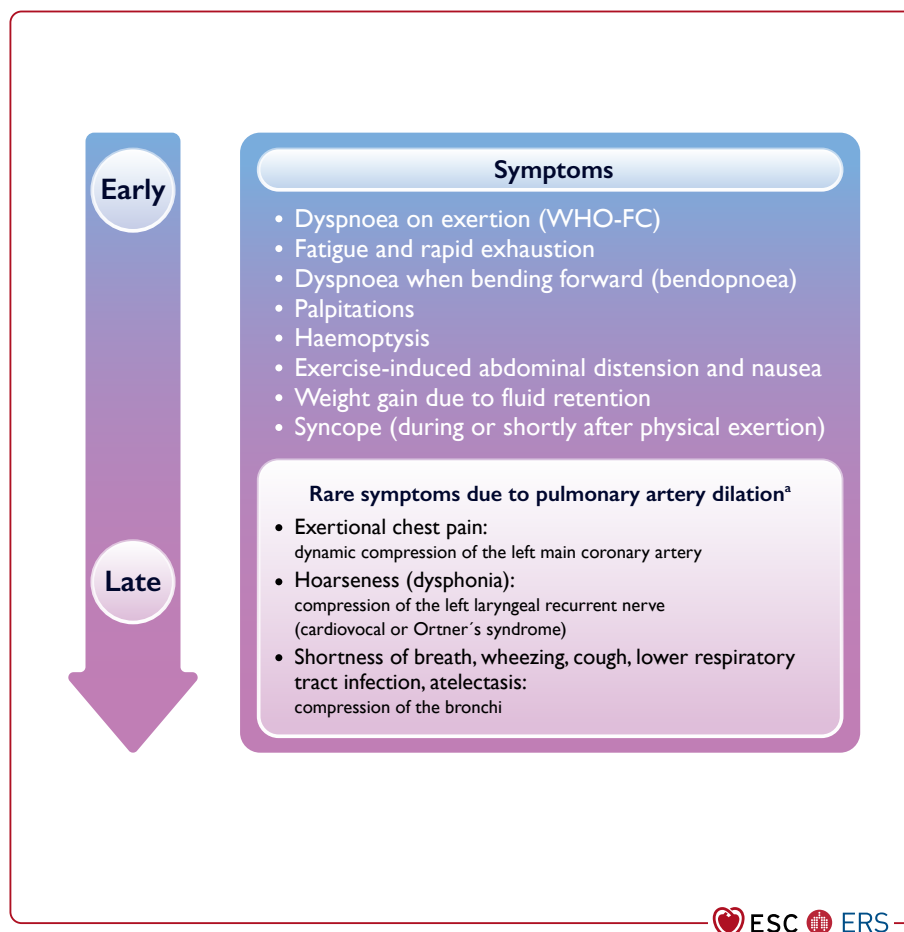 Early
Symptoms
• Dyspnoea on exertion (WHO-FC)
• Fatigue and rapid exhaustion
• Dyspnoea when bending forward (bendopnoea)
• Palpitations
• Haemoptysis
• Exercise-induced abdominal distension and nausea
• Weight gain due to fluid retention
• Syncope (during or shortly after physical exertion)
Rare symptoms due to pulmonary artery dilationᵃ
• Exertional chest pain:
dynamic compression of the left main coronary artery
Late
• Hoarseness (dysphonia):
compression of the left laryngeal recurrent nerve
(cardiovocal or Ortner´s syndrome)
• Shortness of breath, wheezing, cough, lower respiratory
tract infection, atelectasis:
compression of the bronchi
ESC ERS